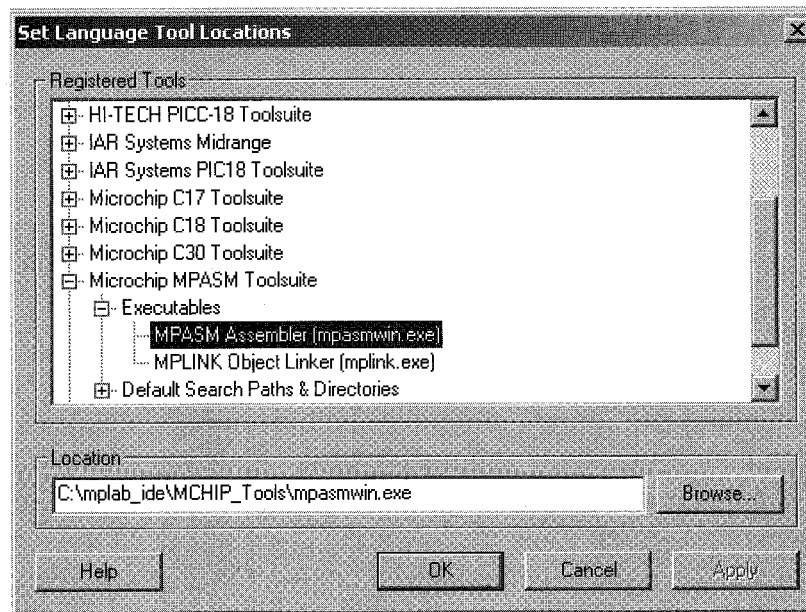 Set Language Tool Locations
Registered Tools
HI-TECH PICC-18 Toolsuite
IAR Systems Midrange
IAR Systems PIC18 Toolsuite
Microchip C17 Toolsuite
Microchip C18 Toolsuite
Microchip C30 Toolsuite
Microchip MPASM Toolsuite
Executables
MPASM Assembler (mpasmwin.exe)
MPLINK Object Linker (mplink.exe)
Default Search Paths & Directories
Location
C:\mplab_ide\MCHIP_Tools\mpasmwin.exe
Browse...
Help OK Cancel Apply